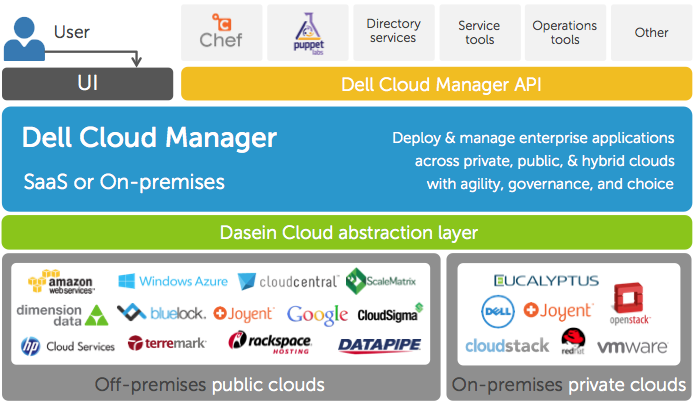 User
Chef
puppet
labs
Directory
services
Service
tools
Operations
tools
Other
UI
Dell Cloud Manager API
Dell Cloud Manager
SaaS or On-premises
Deploy & manage enterprise applications
across private, public, & hybrid clouds
with agility, governance, and choice
Dasein Cloud abstraction layer
amazon
webservices™
Windows Azure
cloudcentral
ScaleMatrix
dimension
data
bluelock.
Joyent
Google
CloudSigma
hp Cloud Services
terremark
rackspace
HOSTING
DATAPIPE
Off-premises public clouds
EUCALYPTUS
DELL
Joyent
openstack
cloudstack
redhat
vmware
On-premises private clouds